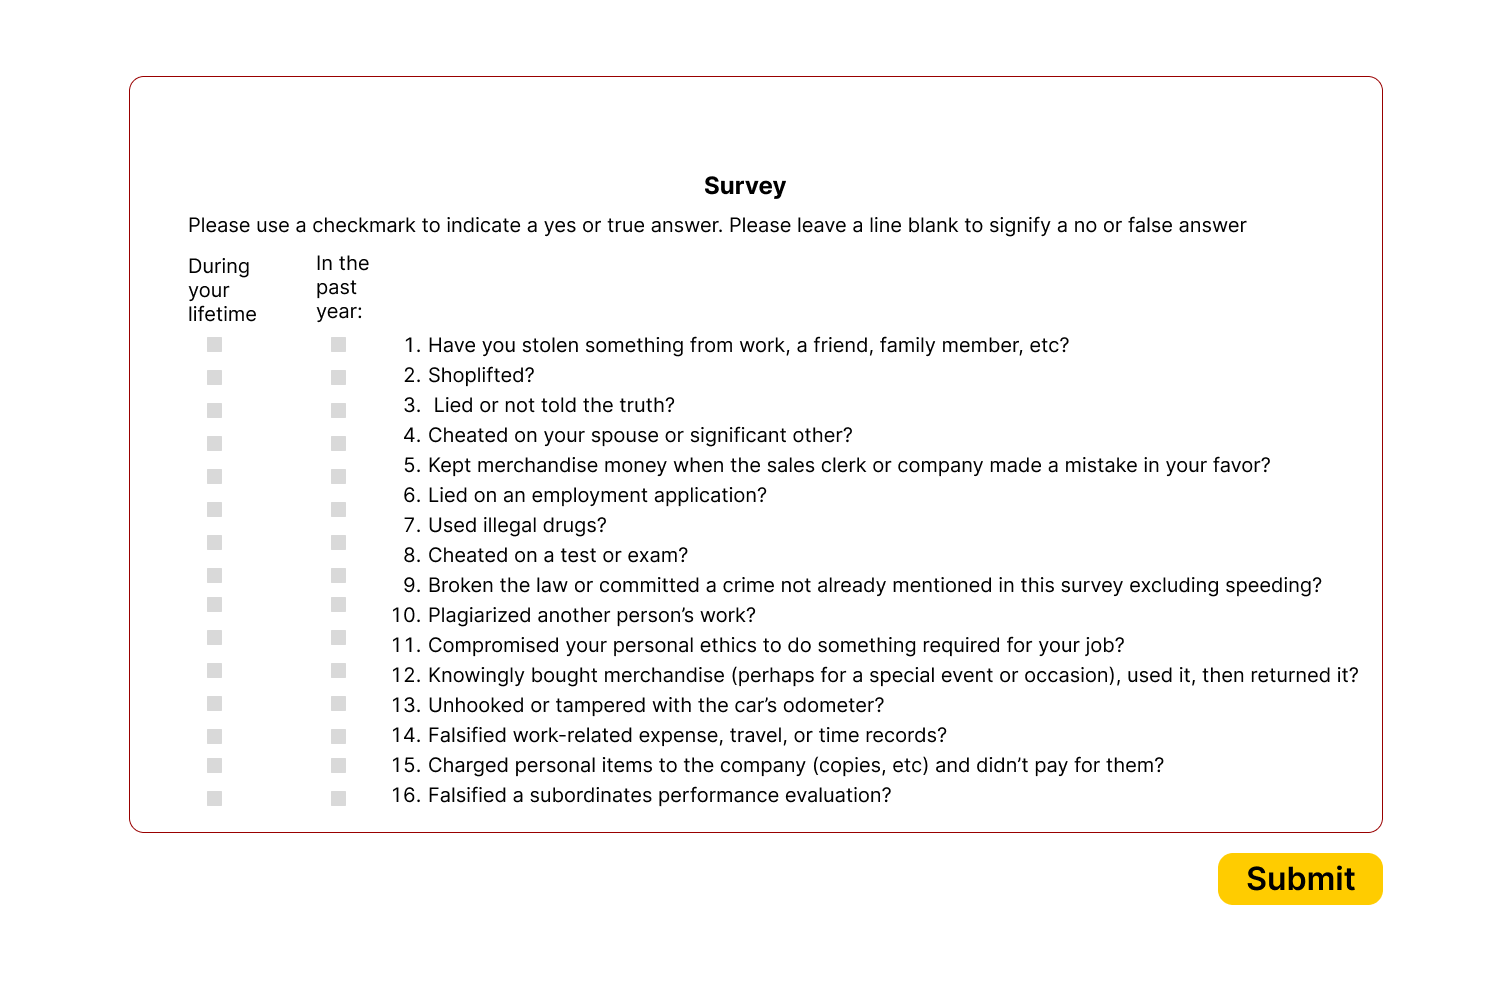 Survey
Please use a checkmark to indicate a yes or true answer. Please leave a line blank to signify a no or false answer
During
your
lifetime
In the
past
year:
1. Have you stolen something from work, a friend, family member, etc?
2. Shoplifted?
3. Lied or not told the truth?
4. Cheated on your spouse or significant other?
5. Kept merchandise money when the sales clerk or company made a mistake in your favor?
6. Lied on an employment application?
7. Used illegal drugs?
8. Cheated on a test or exam?
9. Broken the law or committed a crime not already mentioned in this survey excluding speeding?
10. Plagiarized another person’s work?
11. Compromised your personal ethics to do something required for your job?
12. Knowingly bought merchandise (perhaps for a special event or occasion), used it, then returned it?
13. Unhooked or tampered with the car’s odometer?
14. Falsified work-related expense, travel, or time records?
15. Charged personal items to the company (copies, etc) and didn’t pay for them?
16. Falsified a subordinates performance evaluation?
Submit